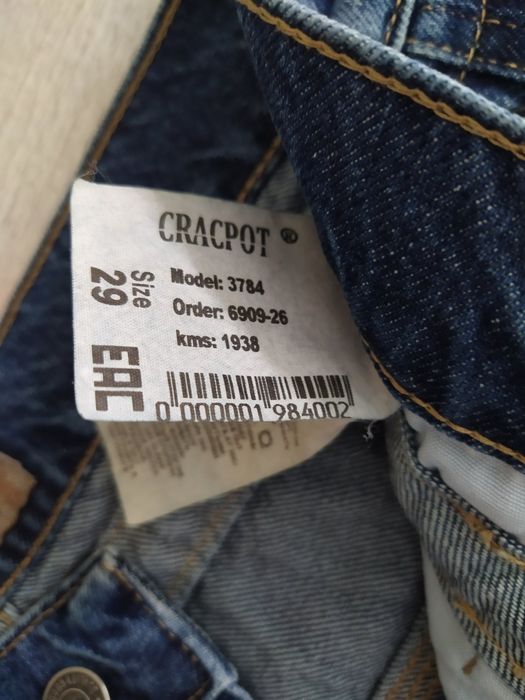 CRACPOT ®
Model: 3784
Order: 6909-26
kms: 1938
Size
29
EAC
0 000001 984002